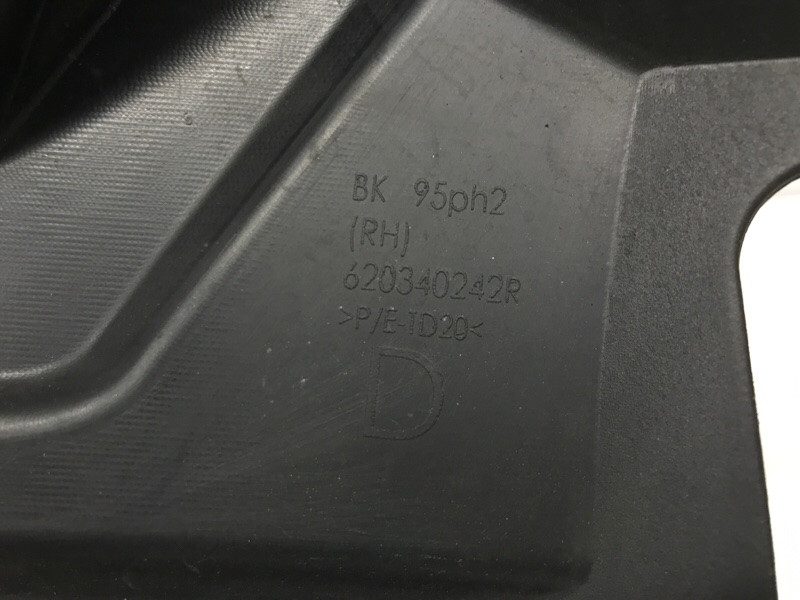 BK 95ph2
(RH)
620340242R
>P/E-TD20<
D